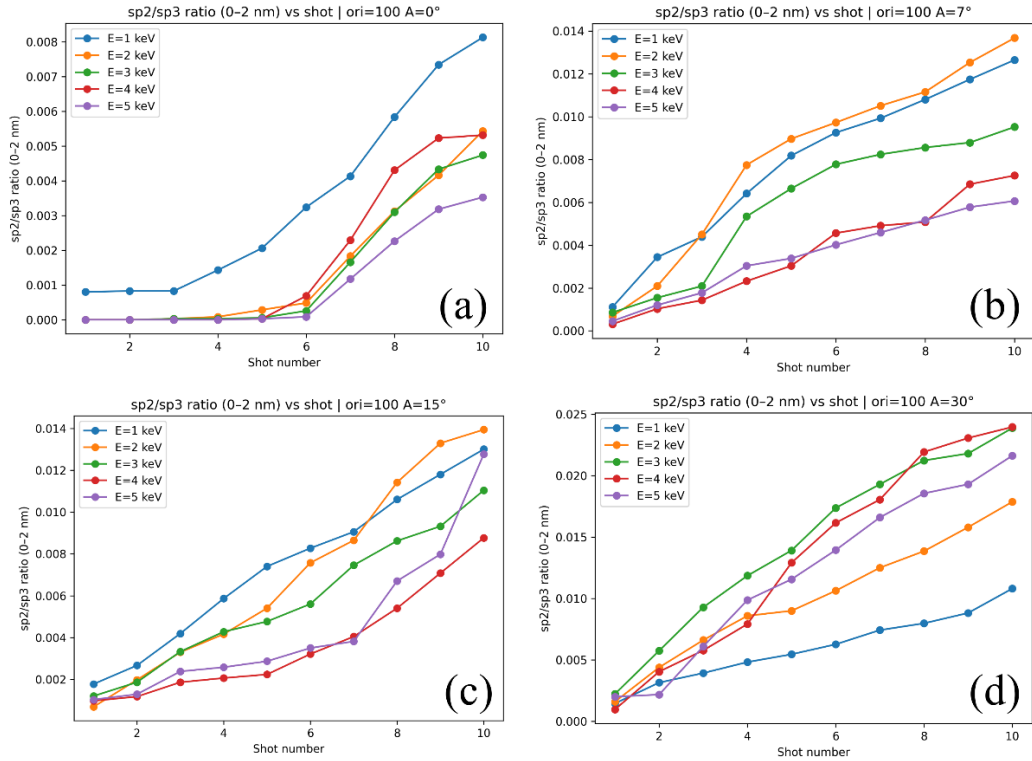 sp2/sp3 ratio (0–2 nm) vs shot | ori=100 A=0°
sp2/sp3 ratio (0–2 nm)
0.008
0.007
0.006
0.005
0.004
0.003
0.002
0.001
0.000
E=1 keV
E=2 keV
E=3 keV
E=4 keV
E=5 keV
(a)
2 4 6 8 10
Shot number
sp2/sp3 ratio (0–2 nm) vs shot | ori=100 A=7°
sp2/sp3 ratio (0–2 nm)
0.014
0.012
0.010
0.008
0.006
0.004
0.002
0.000
E=1 keV
E=2 keV
E=3 keV
E=4 keV
E=5 keV
(b)
2 4 6 8 10
Shot number
sp2/sp3 ratio (0–2 nm) vs shot | ori=100 A=15°
sp2/sp3 ratio (0–2 nm)
0.014
0.012
0.010
0.008
0.006
0.004
0.002
E=1 keV
E=2 keV
E=3 keV
E=4 keV
E=5 keV
(c)
2 4 6 8 10
Shot number
sp2/sp3 ratio (0–2 nm) vs shot | ori=100 A=30°
sp2/sp3 ratio (0–2 nm)
0.025
0.020
0.015
0.010
0.005
0.000
E=1 keV
E=2 keV
E=3 keV
E=4 keV
E=5 keV
(d)
2 4 6 8 10
Shot number